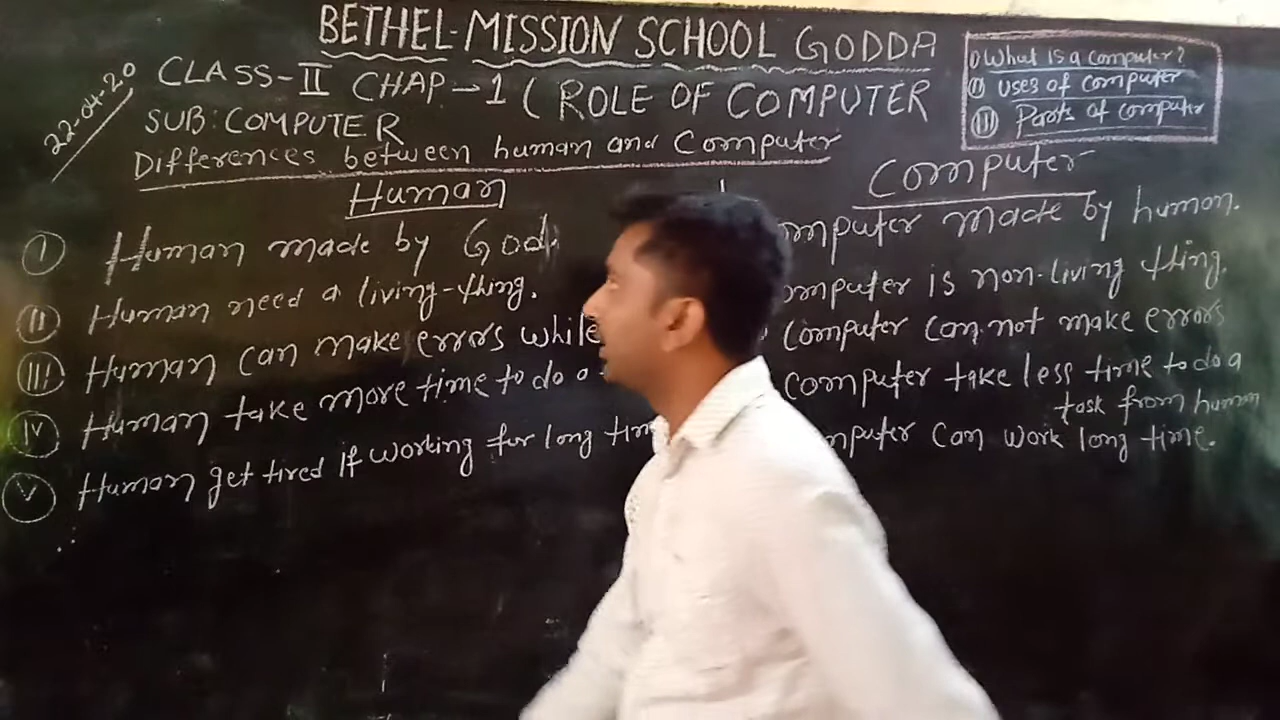 BETHEL-MISSION SCHOOL GODDA
22-04-20
CLASS-II CHAP-1 (ROLE OF COMPUTER
SUB:COMPUTER
I) What is a computer?
II) uses of computer
III) Parts of computer
Differences between human and Computer
Human
I Human made by God.
II Human need a living-thing.
III Human can make errors while
IV Human take more time to do a
V Human get tired If working for long time
Computer
made by human.
is non-living thing.
Computer can not make errors
Computer take less time to do a
task from human
can work long time.